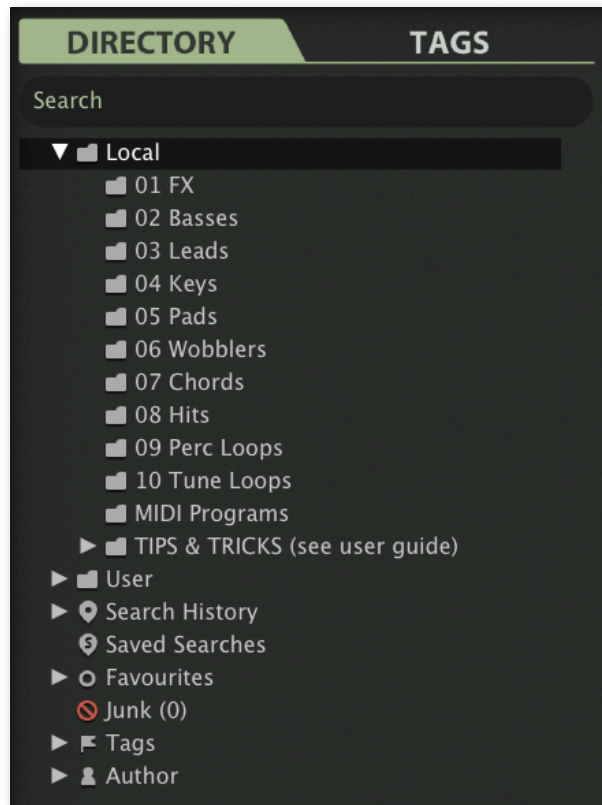 DIRECTORY TAGS
Search
Local
01 FX
02 Basses
03 Leads
04 Keys
05 Pads
06 Wobblers
07 Chords
08 Hits
09 Perc Loops
10 Tune Loops
MIDI Programs
TIPS & TRICKS (see user guide)
User
Search History
Saved Searches
Favourites
Junk (0)
Tags
Author